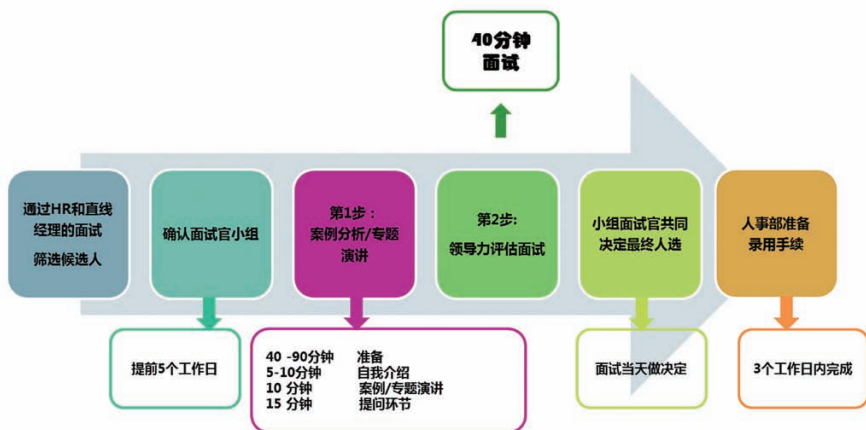 40分钟
面试
通过HR和直线
经理的面试
筛选候选人
确认面试官小组
第1步：
案例分析/专题
演讲
第2步:
领导力评估面试
小组面试官共同
决定最终人选
人事部准备
录用手续
提前5个工作日
40 -90分钟 准备
5-10分钟 自我介绍
10 分钟 案例/专题演讲
15 分钟 提问环节
面试当天做决定
3个工作日内完成